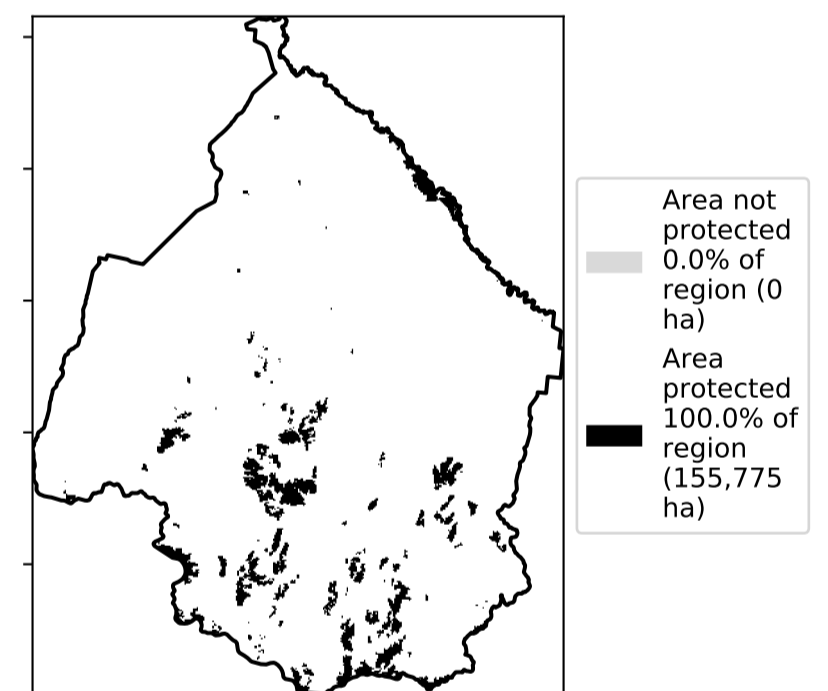 Area not
protected
0.0% of
region (0
ha)
Area
protected
100.0% of
region
(155,775
ha)